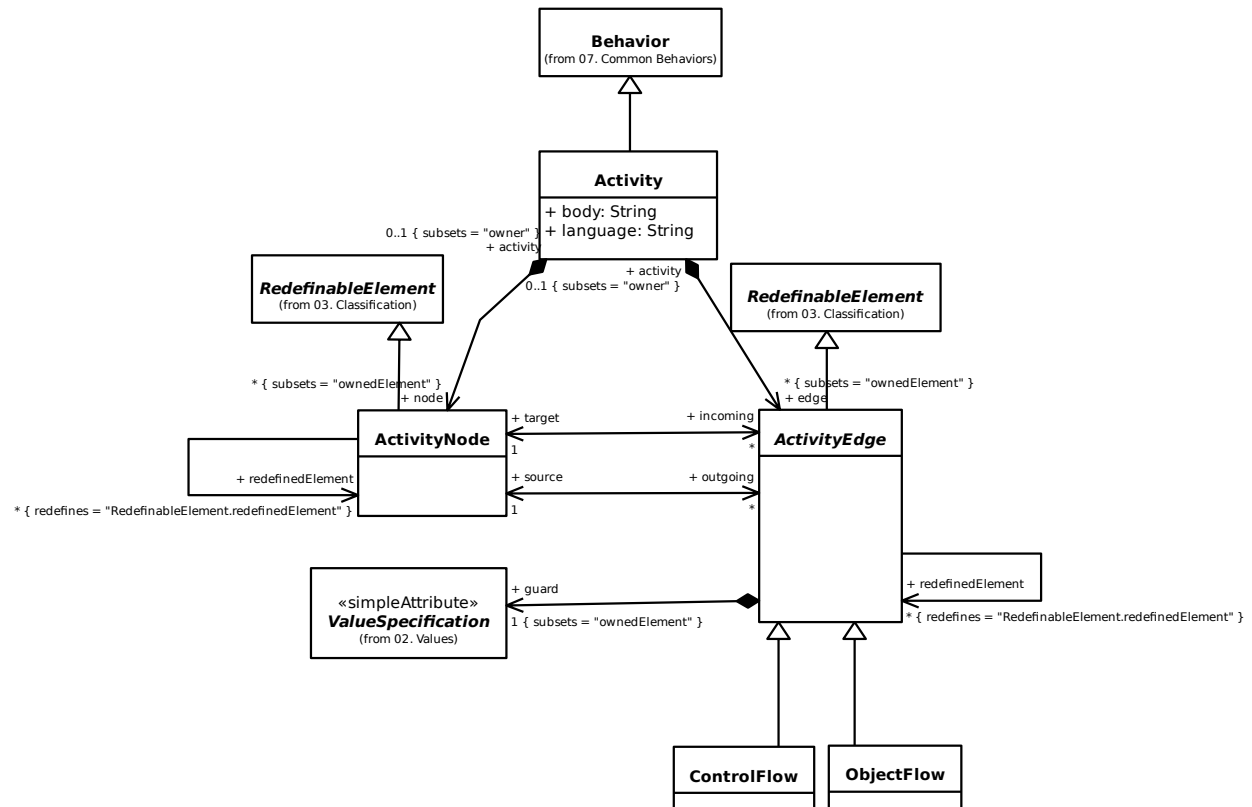 Behavior
(from 07. Common Behaviors)
Activity
+ body: String
+ language: String
0..1 { subsets = "owner" }
+ activity
+ activity
0..1 { subsets = "owner" }
RedefinableElement
(from 03. Classification)
RedefinableElement
(from 03. Classification)
* { subsets = "ownedElement" }
+ node
* { subsets = "ownedElement" }
+ edge
ActivityNode
+ target
1
+ incoming
*
ActivityEdge
+ source
1
+ outgoing
*
+ redefinedElement
* { redefines = "RedefinableElement.redefinedElement" }
«simpleAttribute»
ValueSpecification
(from 02. Values)
+ guard
1 { subsets = "ownedElement" }
+ redefinedElement
* { redefines = "RedefinableElement.redefinedElement" }
ControlFlow
ObjectFlow